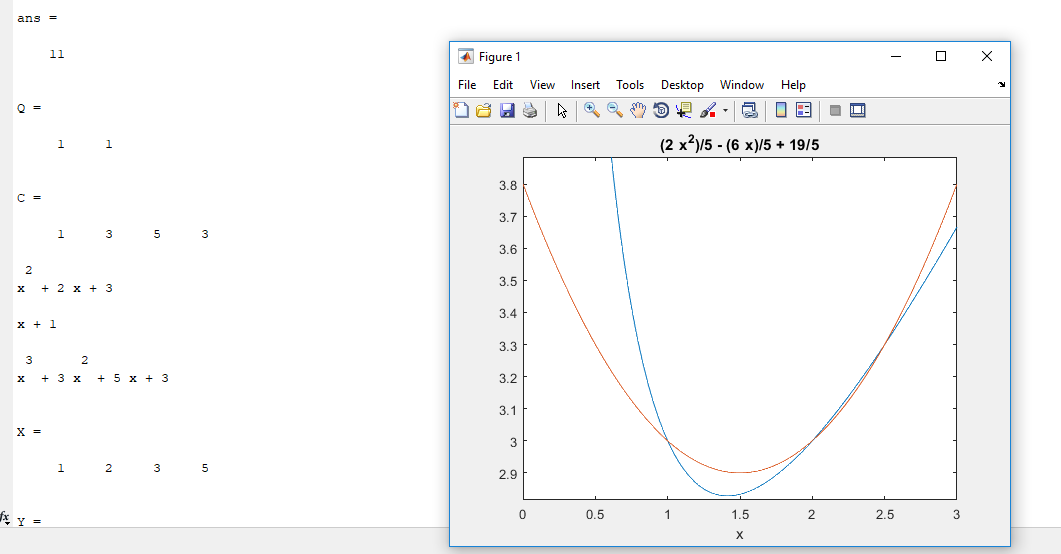 ans =
11
Q =
1 1
C =
1 3 5 3
2
x + 2 x + 3
x + 1
3 2
x + 3 x + 5 x + 3
X =
1 2 3 5
fx Y =
Figure 1
File Edit View Insert Tools Desktop Window Help
(2 x²)/5 - (6 x)/5 + 19/5
3.8
3.7
3.6
3.5
3.4
3.3
3.2
3.1
3
2.9
0 0.5 1 1.5 2 2.5 3
x